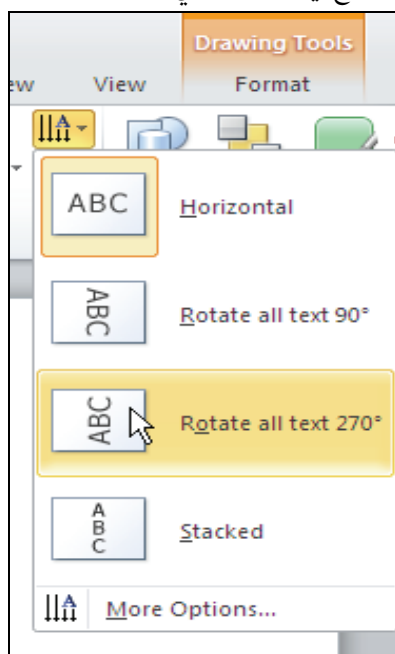 Drawing Tools
View
Format
ABC
Horizontal
ABC
Rotate all text 90°
ABC
Rotate all text 270°
A
B
C
Stacked
More Options...